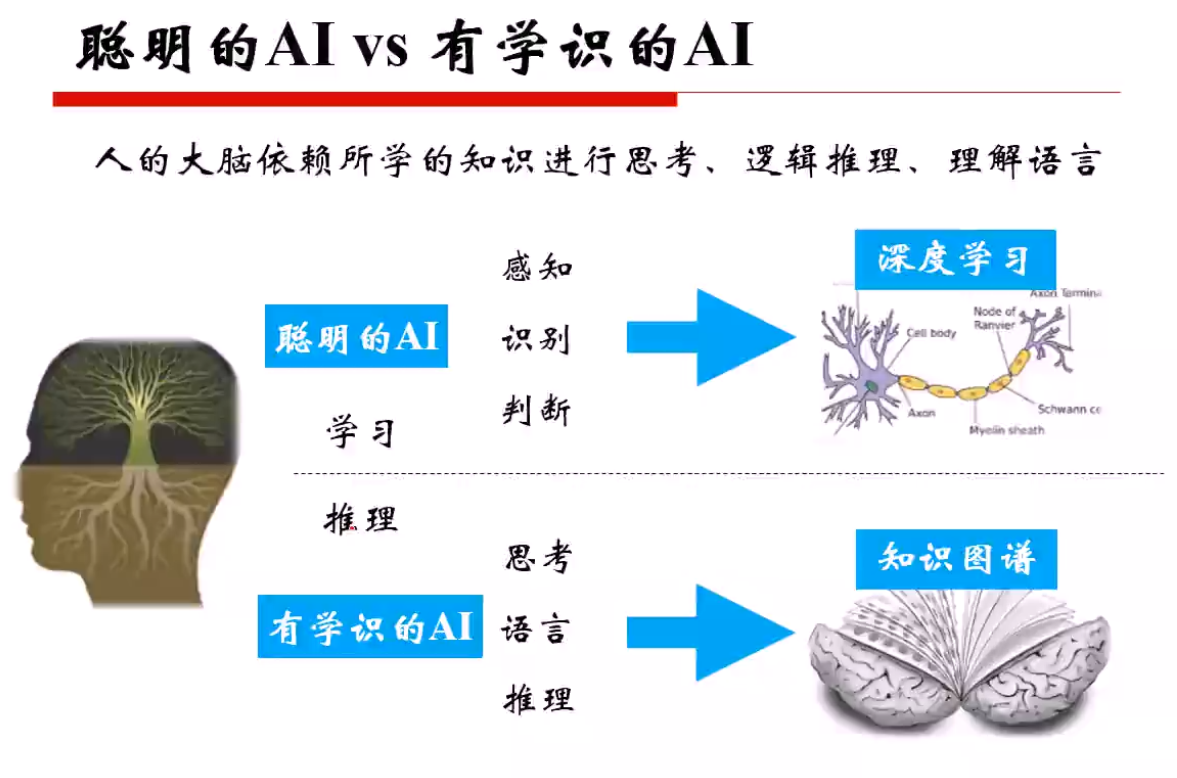 聪明的AI vs 有学识的AI
人的大脑依赖所学的知识进行思考、逻辑推理、理解语言
聪明的AI
感知
识别
判断
学习
深度学习
Axon Termina
Node of
Ranvier
Cell body
Axon
Schwann ce
Myelin sheath
推理
有学识的AI
思考
语言
推理
知识图谱